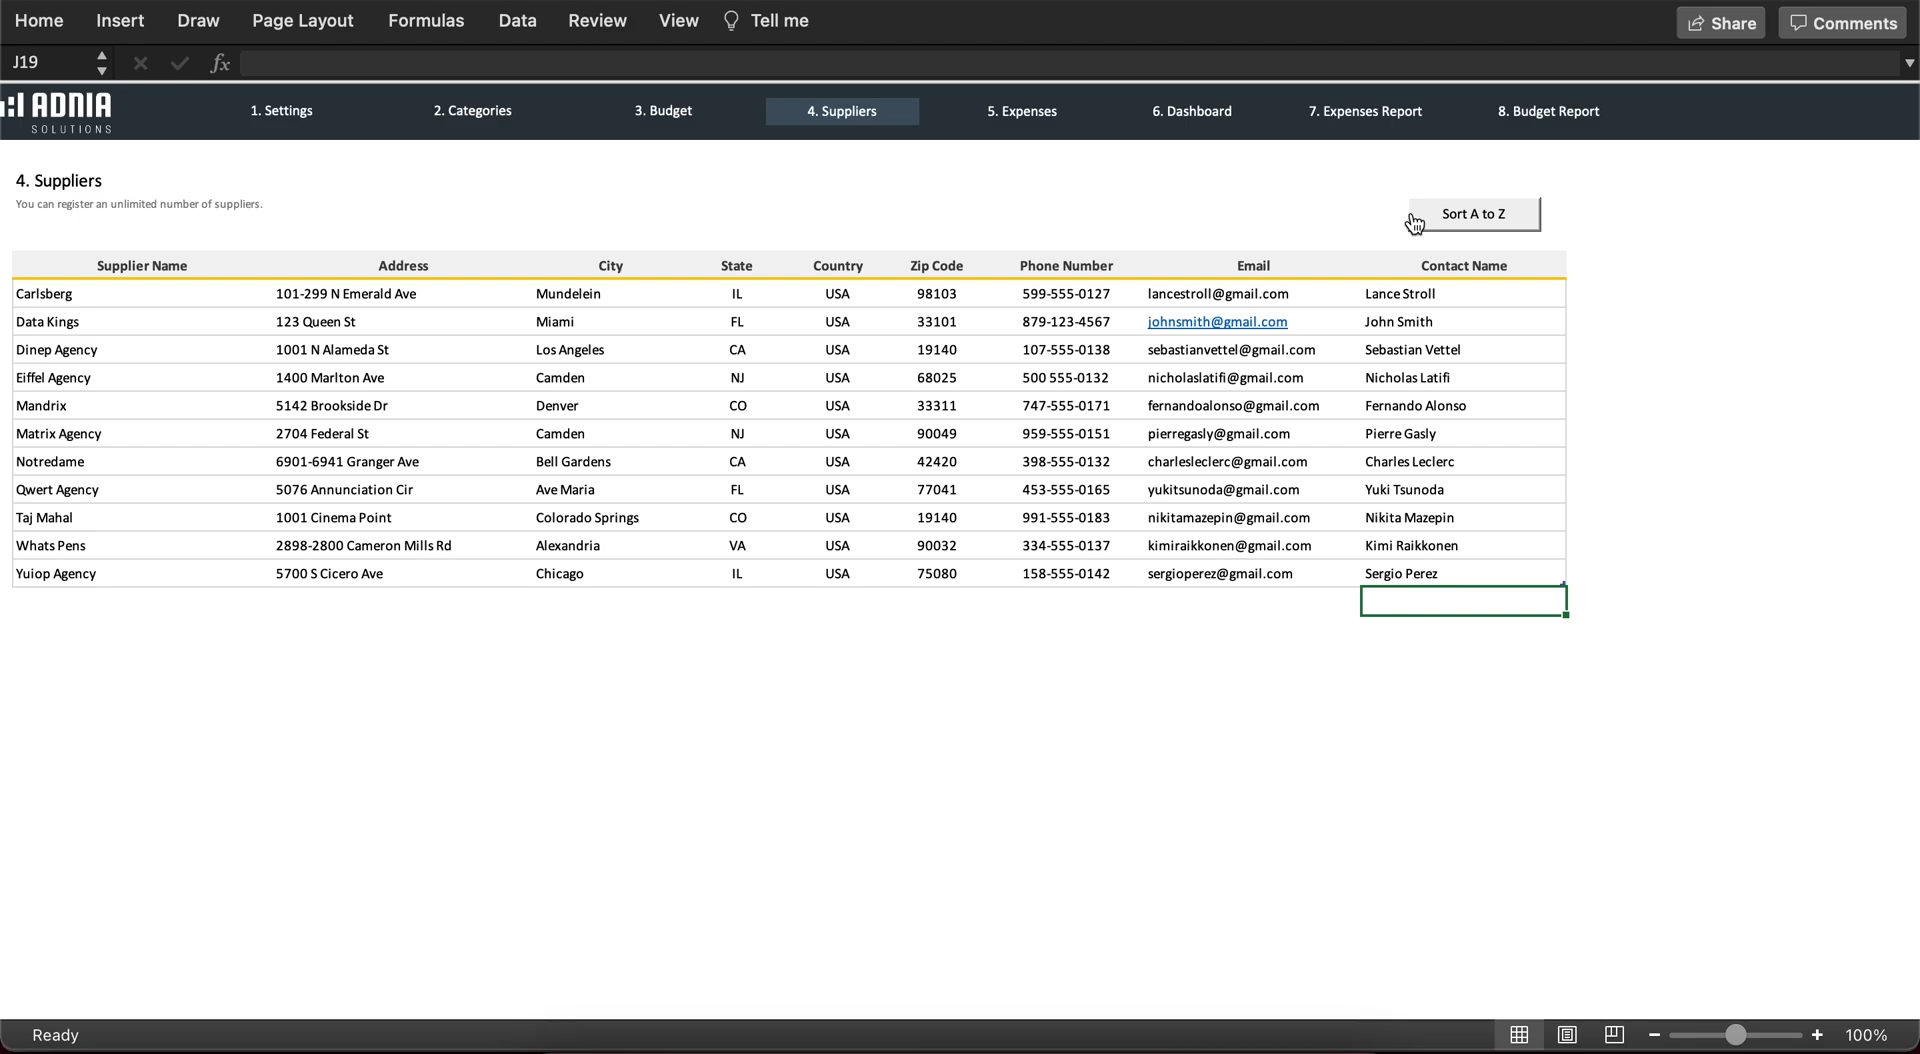 Home Insert Draw Page Layout Formulas Data Review View Tell me Share Comments
J19 fx
ADNIA
SOLUTIONS
1. Settings 2. Categories 3. Budget 4. Suppliers 5. Expenses 6. Dashboard 7. Expenses Report 8. Budget Report
4. Suppliers
You can register an unlimited number of suppliers.
Sort A to Z
Supplier Name Address City State Country Zip Code Phone Number Email Contact Name
Carlsberg 101-299 N Emerald Ave Mundelein IL USA 98103 599-555-0127 lancestroll@gmail.com Lance Stroll
Data Kings 123 Queen St Miami FL USA 33101 879-123-4567 johnsmith@gmail.com John Smith
Dinep Agency 1001 N Alameda St Los Angeles CA USA 19140 107-555-0138 sebastianvettel@gmail.com Sebastian Vettel
Eiffel Agency 1400 Marlton Ave Camden NJ USA 68025 500 555-0132 nicholaslatifi@gmail.com Nicholas Latifi
Mandrix 5142 Brookside Dr Denver CO USA 33311 747-555-0171 fernandoalonso@gmail.com Fernando Alonso
Matrix Agency 2704 Federal St Camden NJ USA 90049 959-555-0151 pierregasly@gmail.com Pierre Gasly
Notredame 6901-6941 Granger Ave Bell Gardens CA USA 42420 398-555-0132 charlesleclerc@gmail.com Charles Leclerc
Qwert Agency 5076 Annunciation Cir Ave Maria FL USA 77041 453-555-0165 yukitsunoda@gmail.com Yuki Tsunoda
Taj Mahal 1001 Cinema Point Colorado Springs CO USA 19140 991-555-0183 nikitamazepin@gmail.com Nikita Mazepin
Whats Pens 2898-2800 Cameron Mills Rd Alexandria VA USA 90032 334-555-0137 kimiraikkonen@gmail.com Kimi Raikkonen
Yuiop Agency 5700 S Cicero Ave Chicago IL USA 75080 158-555-0142 sergioperez@gmail.com Sergio Perez
Ready 100%